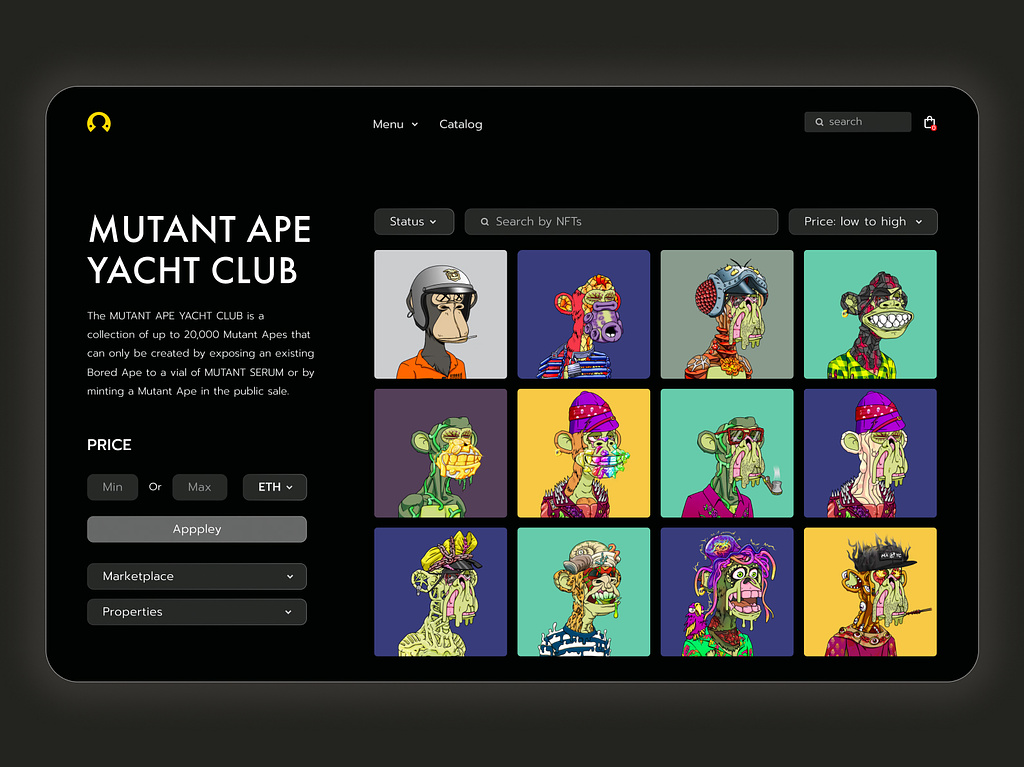 Menu
Catalog
search
MUTANT APE
YACHT CLUB
The MUTANT APE YACHT CLUB is a
collection of up to 20,000 Mutant Apes that
can only be created by exposing an existing
Bored Ape to a vial of MUTANT SERUM or by
minting a Mutant Ape in the public sale.
PRICE
Min Or Max ETH
Apppley
Marketplace
Properties
Status
Search by NFTs
Price: low to high